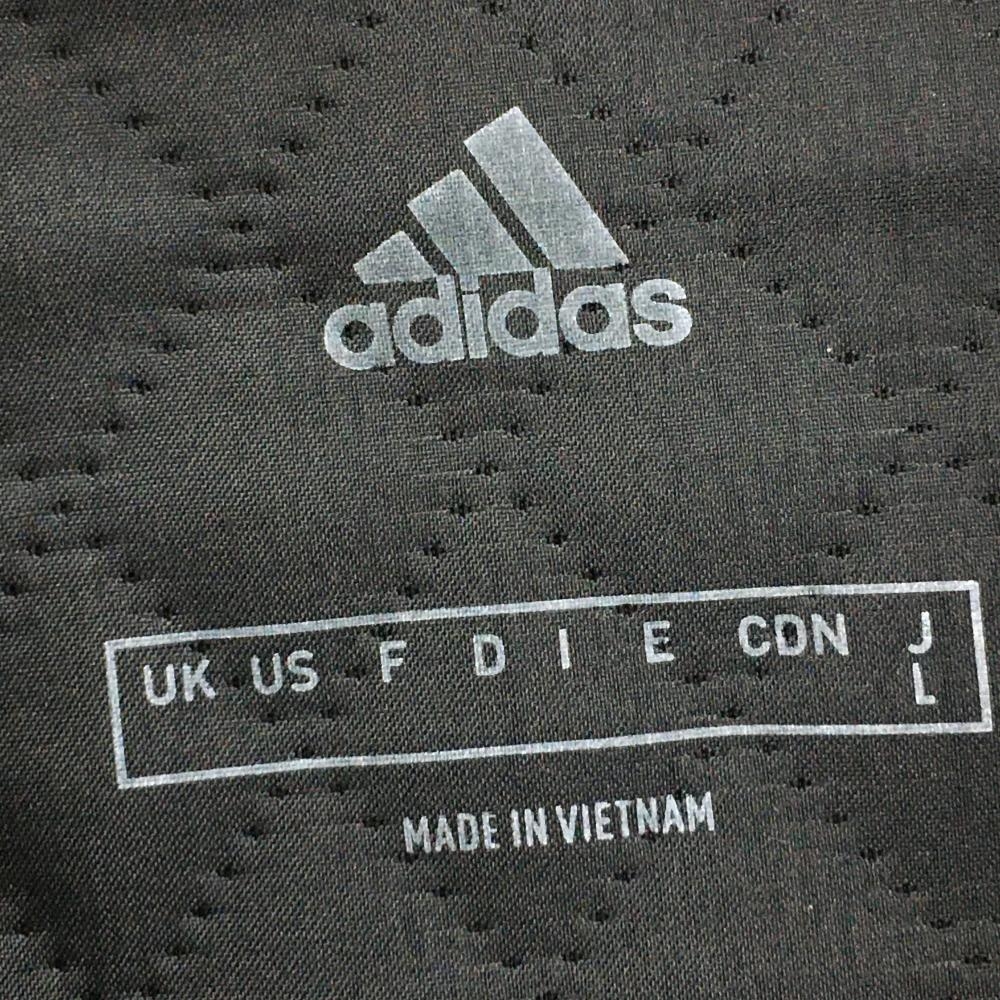 adidas
UK US F D I E CDN J
L
MADE IN VIETNAM